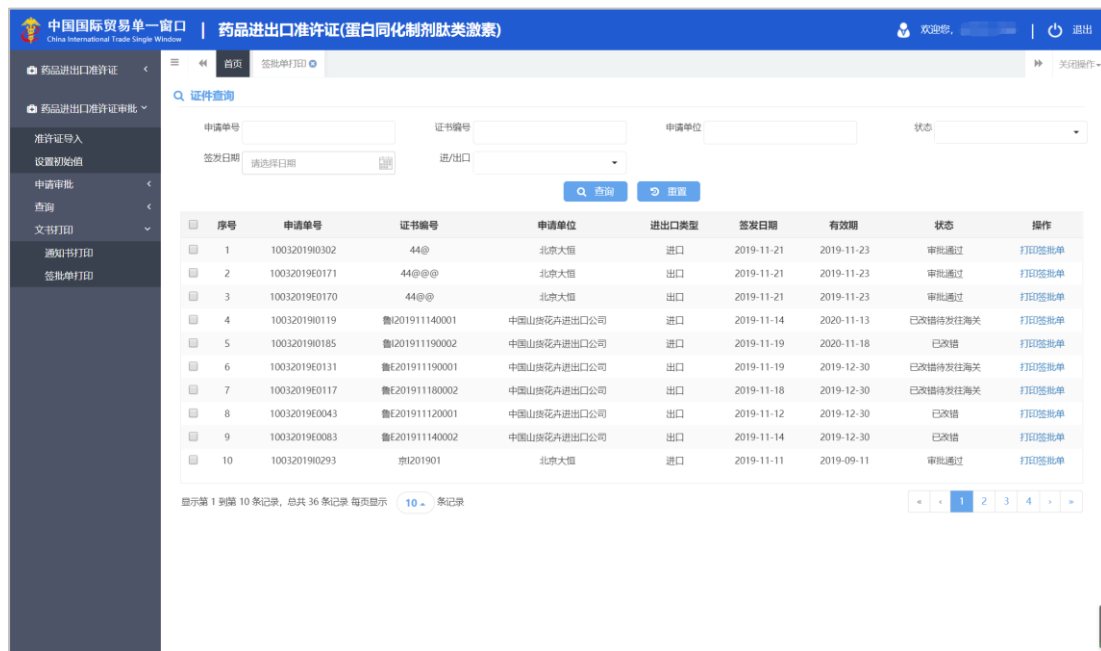 中国国际贸易单一窗口 | 药品进出口准许证(蛋白同化制剂肽类激素) 欢迎您, | 退出
China International Trade Single Window
药品进出口准许证
首页 签批单打印 关闭操作
证件查询
药品进出口准许证审批
准许证导入
设置初始值
申请审批
查询
文书打印
通知书打印
签批单打印
申请单号 证书编号 申请单位 状态
签发日期 请选择日期 进/出口
查询 重置
序号 申请单号 证书编号 申请单位 进出口类型 签发日期 有效期 状态 操作
1 10032019I0302 44@ 北京大恒 进口 2019-11-21 2019-11-23 审批通过 打印签批单
2 10032019E0171 44@@@ 北京大恒 出口 2019-11-21 2019-11-23 审批通过 打印签批单
3 10032019E0170 44@@ 北京大恒 出口 2019-11-21 2019-11-23 审批通过 打印签批单
4 10032019I0119 鲁I201911140001 中国山货花卉进出口公司 进口 2019-11-14 2020-11-13 已改错待发往海关 打印签批单
5 10032019I0185 鲁I201911190002 中国山货花卉进出口公司 进口 2019-11-19 2020-11-18 已改错 打印签批单
6 10032019E0131 鲁E201911190001 中国山货花卉进出口公司 出口 2019-11-19 2019-12-30 已改错待发往海关 打印签批单
7 10032019E0117 鲁E201911180002 中国山货花卉进出口公司 出口 2019-11-18 2019-12-30 已改错待发往海关 打印签批单
8 10032019E0043 鲁E201911120001 中国山货花卉进出口公司 出口 2019-11-12 2019-12-30 已改错 打印签批单
9 10032019E0083 鲁E201911140002 中国山货花卉进出口公司 出口 2019-11-14 2019-12-30 已改错 打印签批单
10 10032019I0293 京I201901 北京大恒 进口 2019-11-11 2019-09-11 审批通过 打印签批单
显示第 1 到第 10 条记录, 总共 36 条记录 每页显示 10 条记录 « ‹ 1 2 3 4 › »